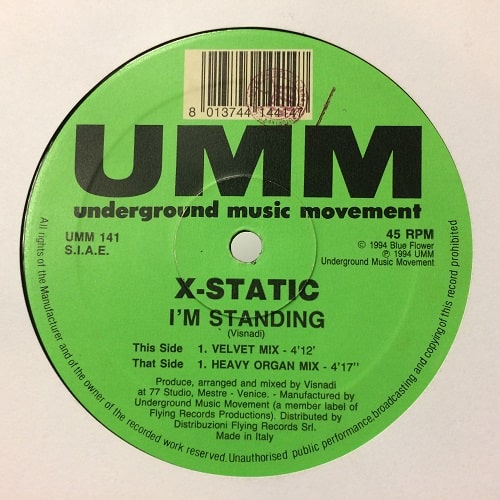 8 013744 144147
UMM
underground music movement
UMM 141
S.I.A.E.
45 RPM
© 1994 Blue Flower
℗ 1994 UMM
Underground Music Movement
X-STATIC
I'M STANDING
(Visnadi)
This Side 1. VELVET MIX - 4'12'
That Side 1. HEAVY ORGAN MIX - 4'17"
Produce, arranged and mixed by Visnadi
at 77 Studio, Mestre - Venice. - Manufactured by
Underground Music Movement (a member label of
Flying Records Productions). Distributed by
Distribuzioni Flying Records Srl.
Made in Italy
All rights of the Manufacturer and of the owner of the recorded work reserved. Unauthorised public performance, broadcasting and copying of this record prohibited